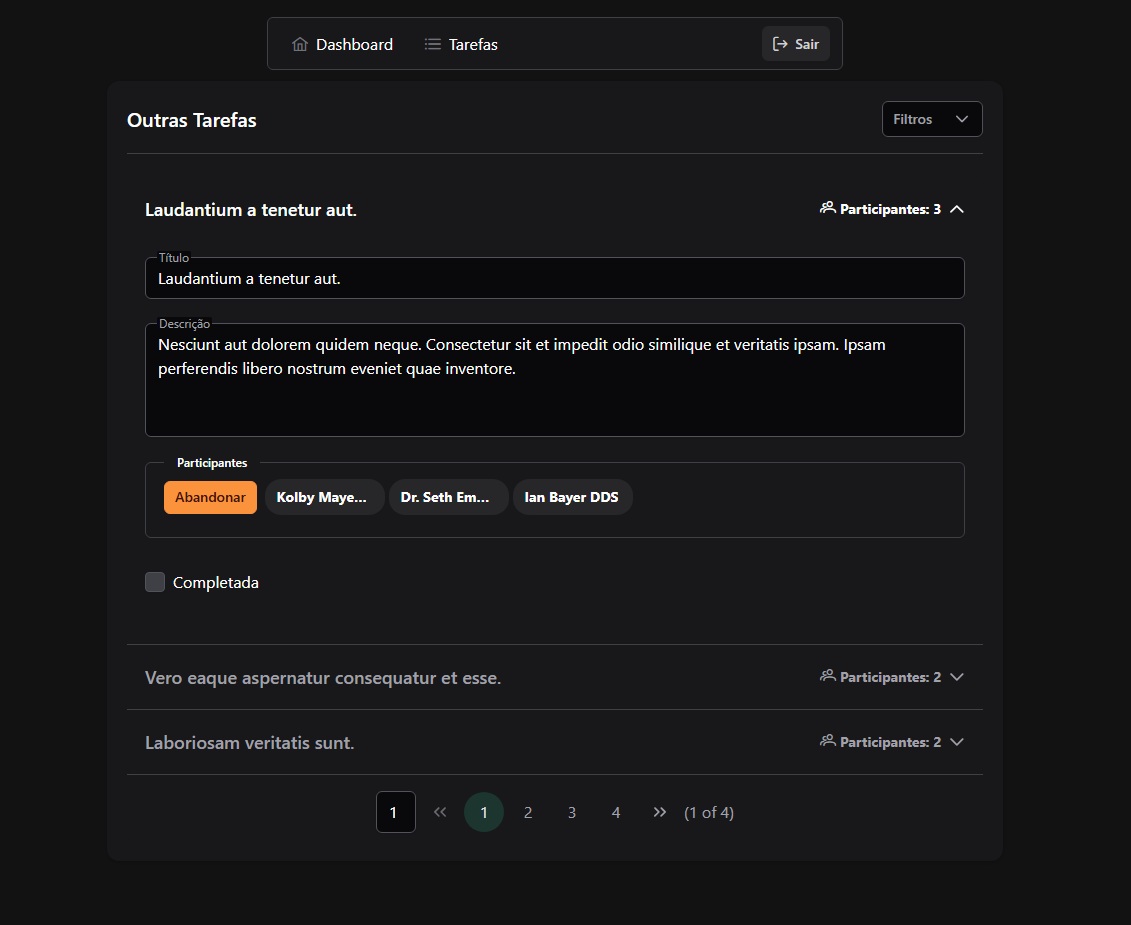 Dashboard Tarefas Sair
Outras Tarefas Filtros
Laudantium a tenetur aut. Participantes: 3
Título
Laudantium a tenetur aut.
Descrição
Nesciunt aut dolorem quidem neque. Consectetur sit et impedit odio similique et veritatis ipsam. Ipsam
perferendis libero nostrum eveniet quae inventore.
Participantes
Abandonar Kolby Maye... Dr. Seth Em... Ian Bayer DDS
Completada
Vero eaque aspernatur consequatur et esse. Participantes: 2
Laboriosam veritatis sunt. Participantes: 2
1 1 2 3 4 (1 of 4)